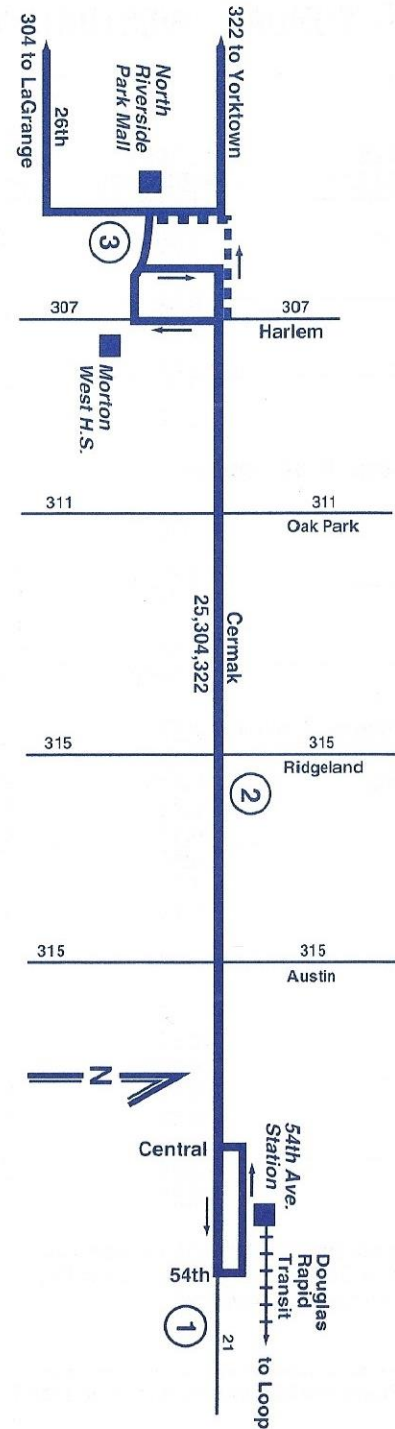 322 to Yorktown
North
Riverside
Park Mall
26th
304 to LaGrange
3
307
307
Harlem
Morton
West H.S.
311
311
Oak Park
Cermak
25,304,322
315
315
Ridgeland
2
315
315
Austin
N
Central
54th Ave.
Station
Douglas
Rapid
Transit
to Loop
54th
1
21